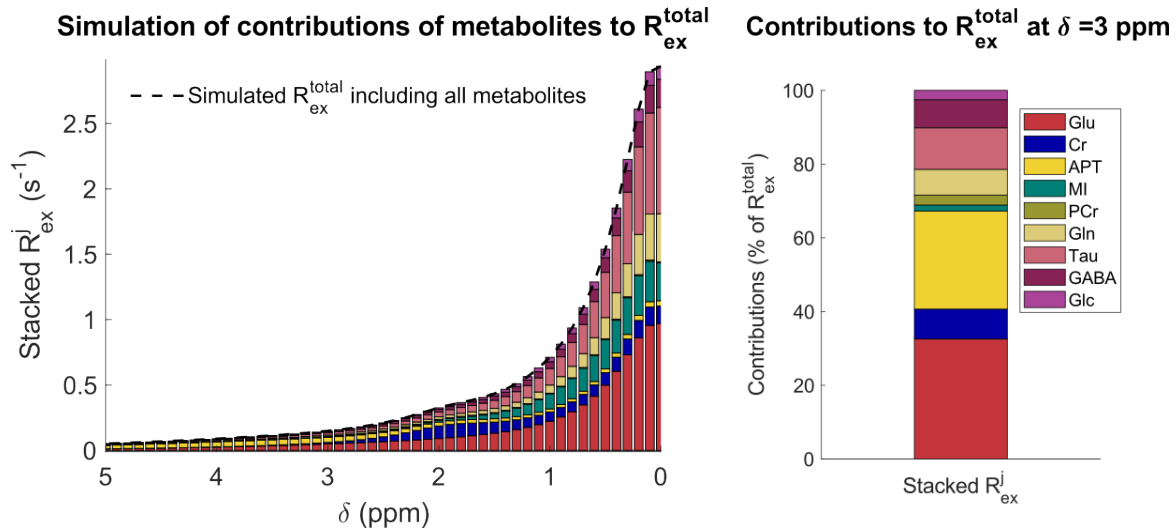 Simulation of contributions of metabolites to R_ex^total
Simulated R_ex^total including all metabolites
Stacked R_ex^j (s^-1)
2.5
2
1.5
1
0.5
0
5 4 3 2 1 0
δ (ppm)
Contributions to R_ex^total at δ =3 ppm
Contributions (% of R_ex^total)
100
80
60
40
20
0
Stacked R_ex^j
Glu
Cr
APT
MI
PCr
Gln
Tau
GABA
Glc